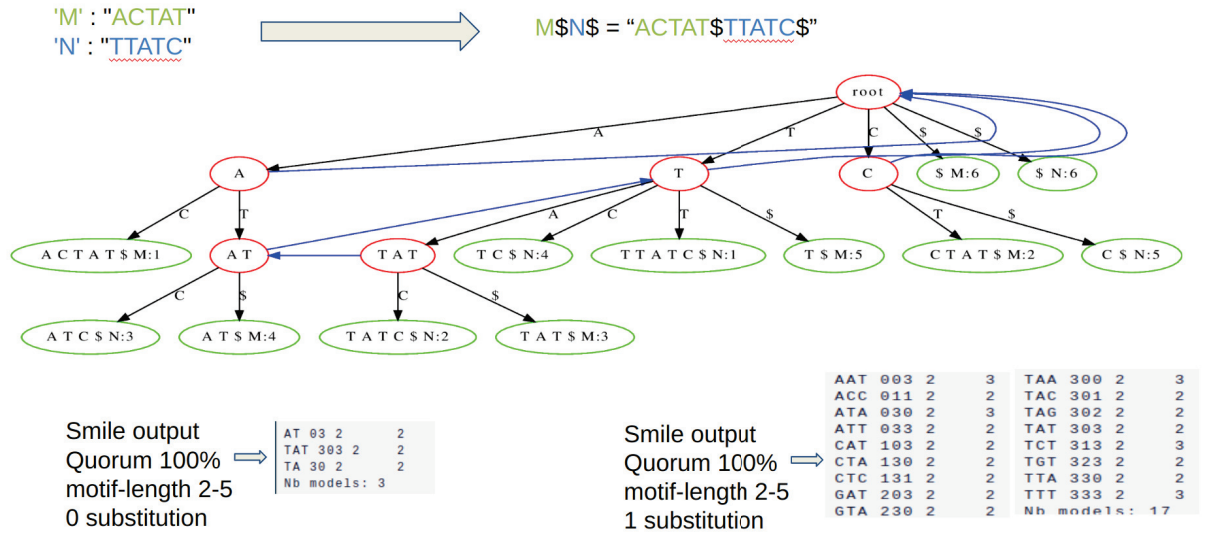 'M' : "ACTAT"
'N' : "TTATC"
M$N$ = “ACTAT$TTATC$”
root
A
T
C
$
$
A
T
C
$ M:6
$ N:6
C
T
A
C
T
$
T
$
A C T A T $ M:1
A T
T A T
T C $ N:4
T T A T C $ N:1
T $ M:5
C T A T $ M:2
C $ N:5
C
$
C
$
A T C $ N:3
A T $ M:4
T A T C $ N:2
T A T $ M:3
Smile output
Quorum 100%
motif-length 2-5
0 substitution
AT 03 2 2
TAT 303 2 2
TA 30 2 2
Nb models: 3
Smile output
Quorum 100%
motif-length 2-5
1 substitution
AAT 003 2 3
ACC 011 2 2
ATA 030 2 3
ATT 033 2 2
CAT 103 2 2
CTA 130 2 2
CTC 131 2 2
GAT 203 2 2
GTA 230 2 2
TAA 300 2 3
TAC 301 2 2
TAG 302 2 2
TAT 303 2 2
TCT 313 2 3
TGT 323 2 2
TTA 330 2 2
TTT 333 2 3
Nb models: 17